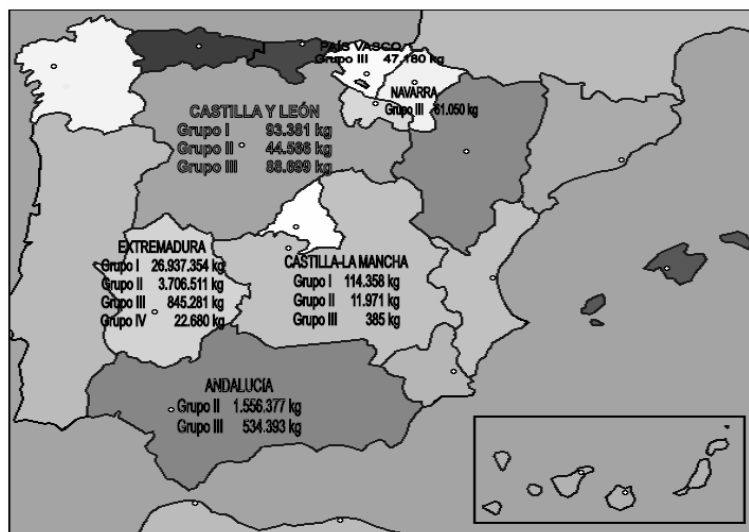 PAÍS VASCO
Grupo III 47.180 kg
NAVARRA
Grupo III 61.050 kg
CASTILLA Y LEÓN
Grupo I 93.381 kg
Grupo II 44.586 kg
Grupo III 88.699 kg
EXTREMADURA
Grupo I 26.937.354 kg
Grupo II 3.706.511 kg
Grupo III 845.281 kg
Grupo IV 22.680 kg
CASTILLA-LA MANCHA
Grupo I 114.358 kg
Grupo II 11.971 kg
Grupo III 385 kg
ANDALUCÍA
Grupo II 1.556.377 kg
Grupo III 534.393 kg